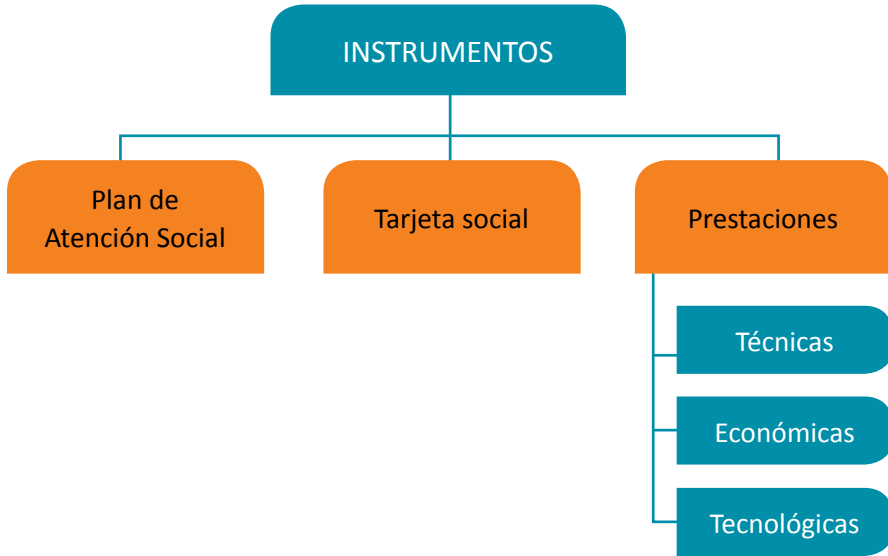 INSTRUMENTOS
Plan de
Atención Social
Tarjeta social
Prestaciones
Técnicas
Económicas
Tecnológicas